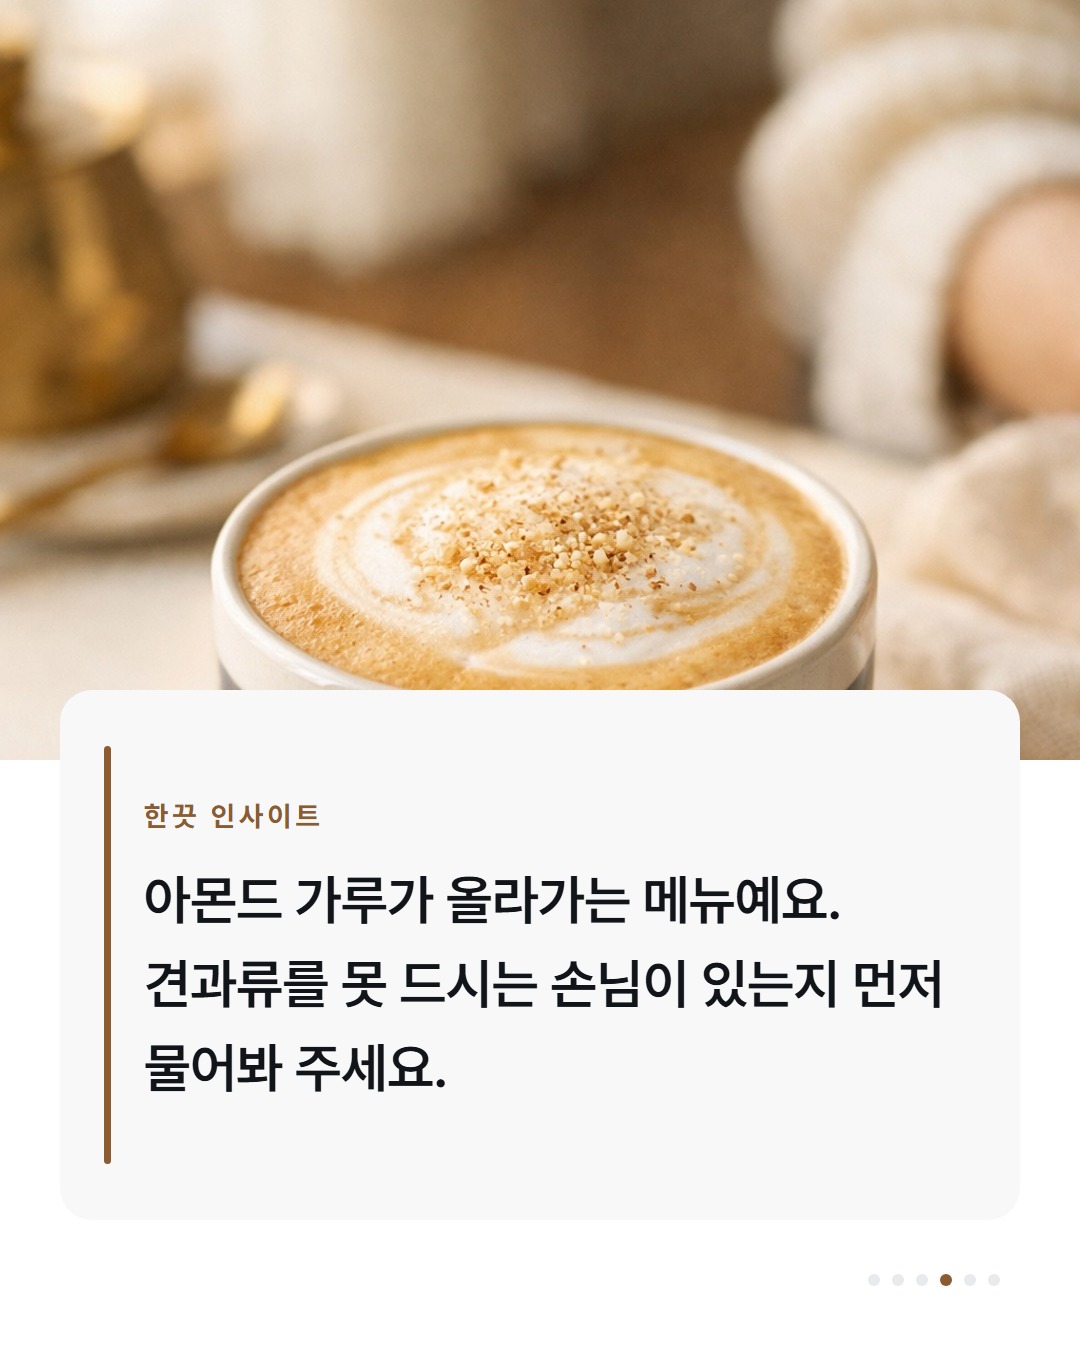 한끗 인사이트
아몬드 가루가 올라가는 메뉴예요.
견과류를 못 드시는 손님이 있는지 먼저
물어봐 주세요.